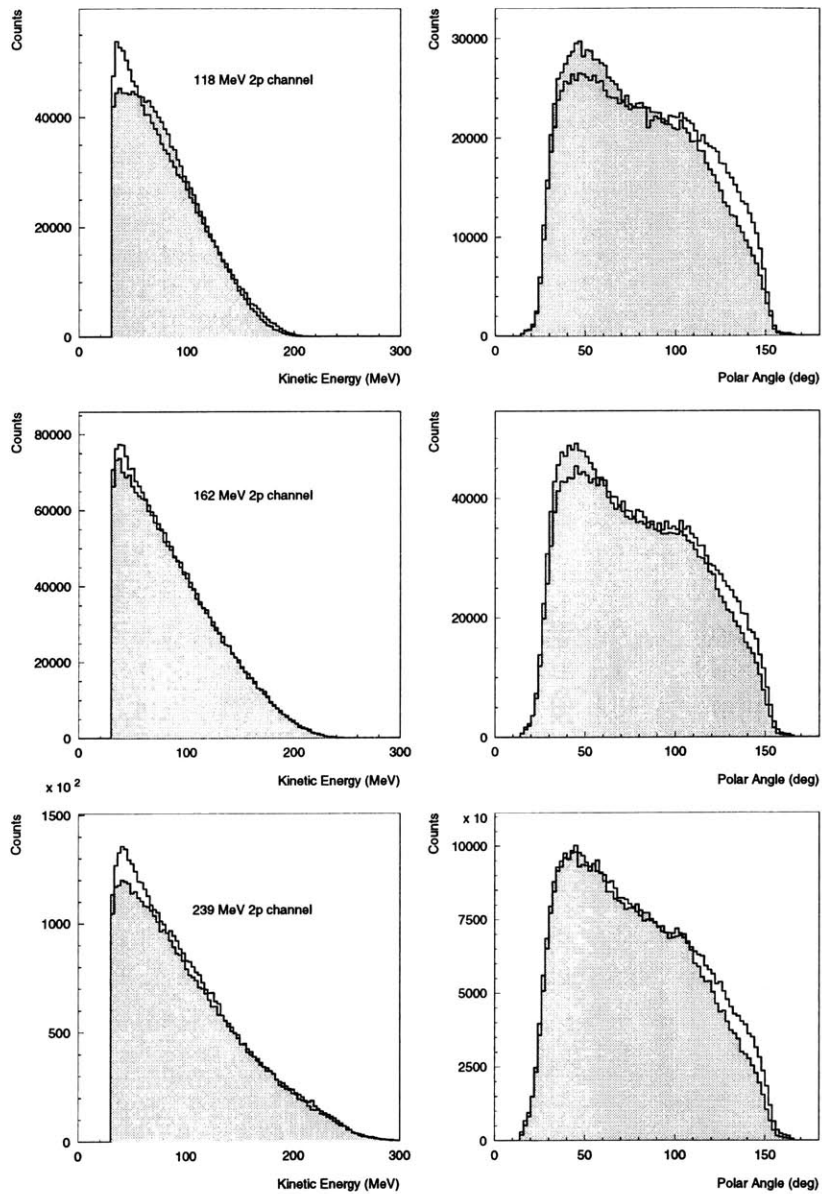 Counts
40000
20000
0
118 MeV 2p channel
0
100
200
300
Kinetic Energy (MeV)
Counts
30000
20000
10000
0
0
50
100
150
Polar Angle (deg)
Counts
80000
60000
40000
20000
0
162 MeV 2p channel
0
100
200
300
Kinetic Energy (MeV)
Counts
40000
20000
0
0
50
100
150
Polar Angle (deg)
x 10 2
Counts
1500
1000
500
0
239 MeV 2p channel
0
100
200
300
Kinetic Energy (MeV)
Counts
x 10
10000
7500
5000
2500
0
0
50
100
150
Polar Angle (deg)